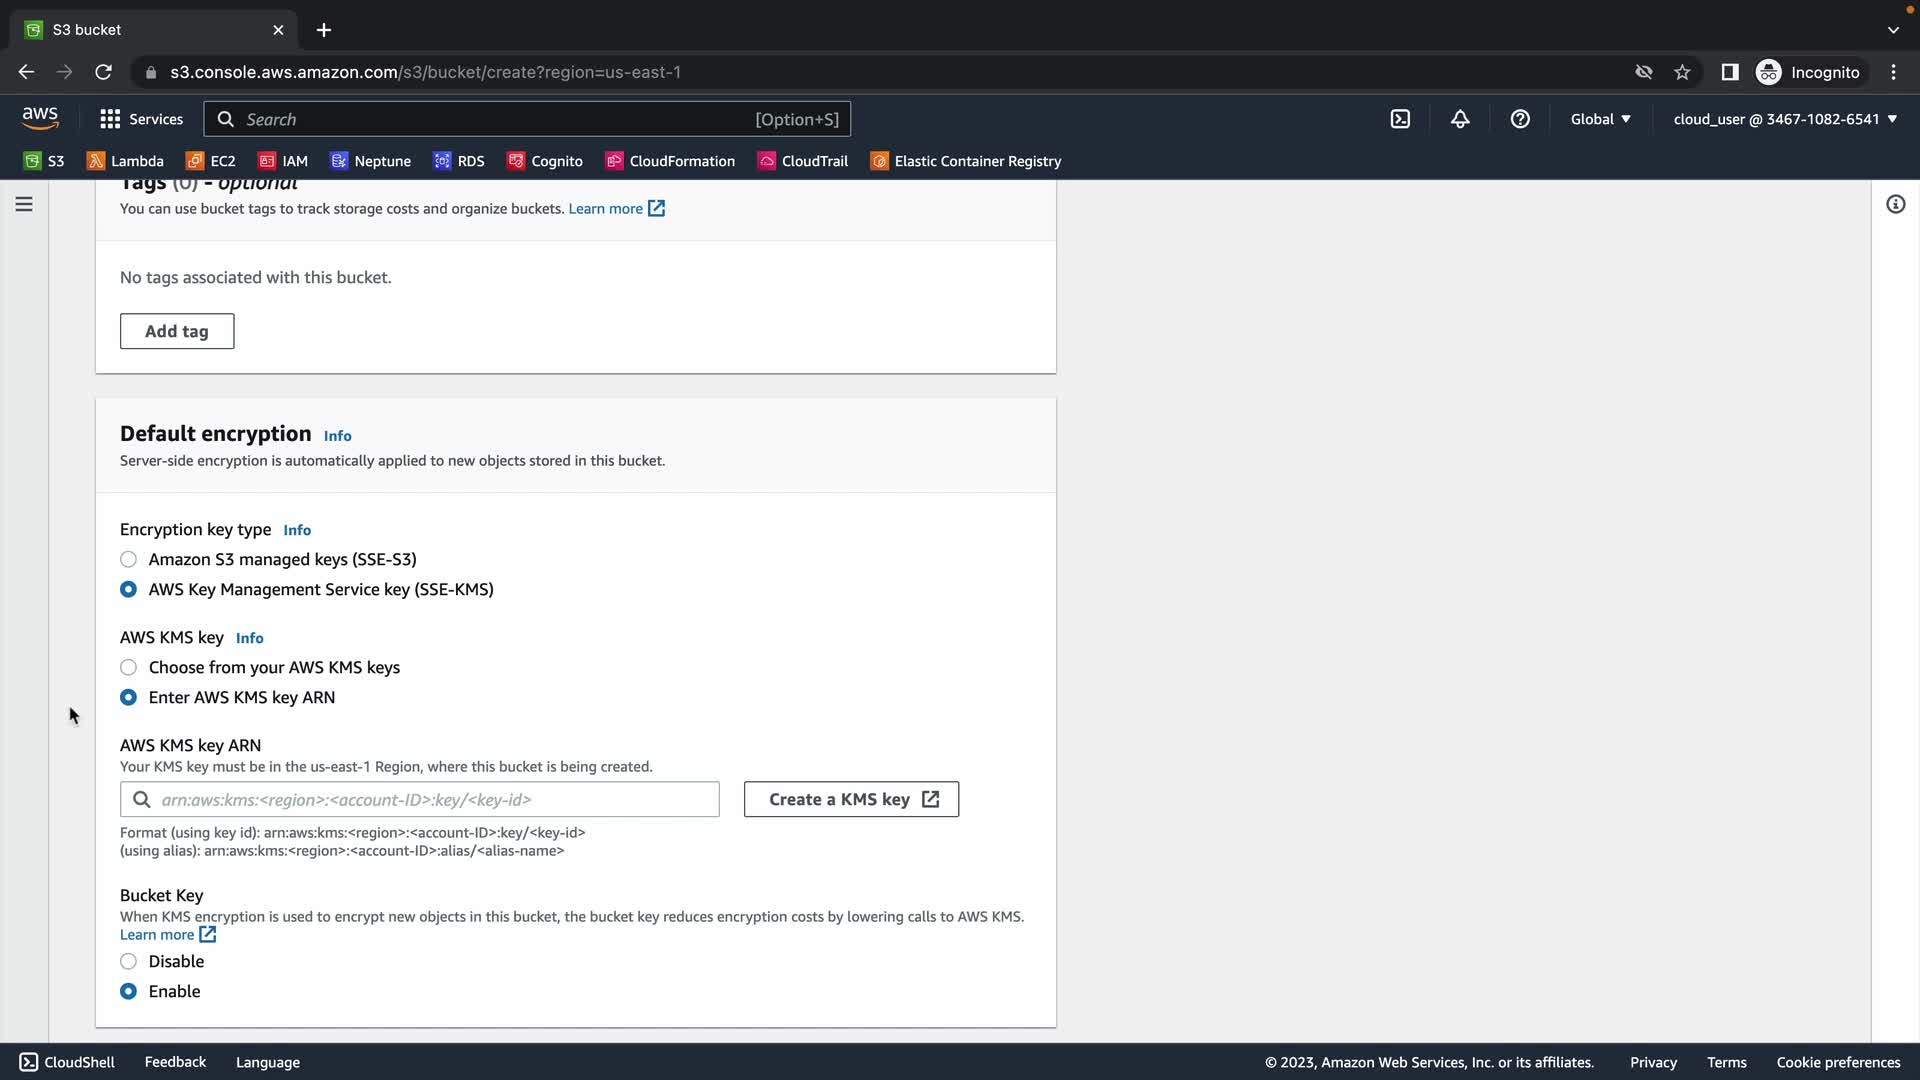 S3 bucket
s3.console.aws.amazon.com/s3/bucket/create?region=us-east-1
Incognito
aws
Services
Search
[Option+S]
Global
cloud_user @ 3467-1082-6541
S3
Lambda
EC2
IAM
Neptune
RDS
Cognito
CloudFormation
CloudTrail
Elastic Container Registry
Tags (0) - optional
You can use bucket tags to track storage costs and organize buckets. Learn more
No tags associated with this bucket.
Add tag
Default encryption Info
Server-side encryption is automatically applied to new objects stored in this bucket.
Encryption key type Info
Amazon S3 managed keys (SSE-S3)
AWS Key Management Service key (SSE-KMS)
AWS KMS key Info
Choose from your AWS KMS keys
Enter AWS KMS key ARN
AWS KMS key ARN
Your KMS key must be in the us-east-1 Region, where this bucket is being created.
arn:aws:kms:<region>:<account-ID>:key/<key-id>
Create a KMS key
Format (using key id): arn:aws:kms:<region>:<account-ID>:key/<key-id>
(using alias): arn:aws:kms:<region>:<account-ID>:alias/<alias-name>
Bucket Key
When KMS encryption is used to encrypt new objects in this bucket, the bucket key reduces encryption costs by lowering calls to AWS KMS.
Learn more
Disable
Enable
CloudShell
Feedback
Language
© 2023, Amazon Web Services, Inc. or its affiliates.
Privacy
Terms
Cookie preferences